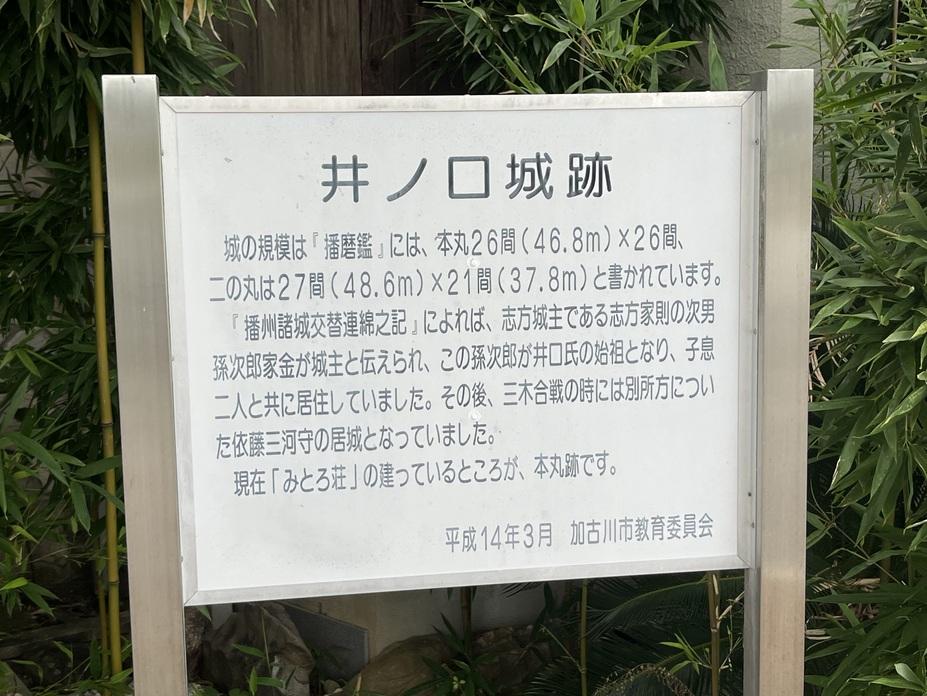 井ノ口城跡
城の規模は『播磨鑑』には、本丸26間(46.8m)×26間、
二の丸は27間(48.6m)×21間(37.8m)と書かれています。
『播州諸城交替連綿之記』によれば、志方城主である志方家則の次男
孫次郎家金が城主と伝えられ、この孫次郎が井口氏の始祖となり、子息
二人と共に居住していました。その後、三木合戦の時には別所方につい
た依藤三河守の居城となっていました。
現在「みとろ荘」の建っているところが、本丸跡です。
平成14年3月　加古川市教育委員会